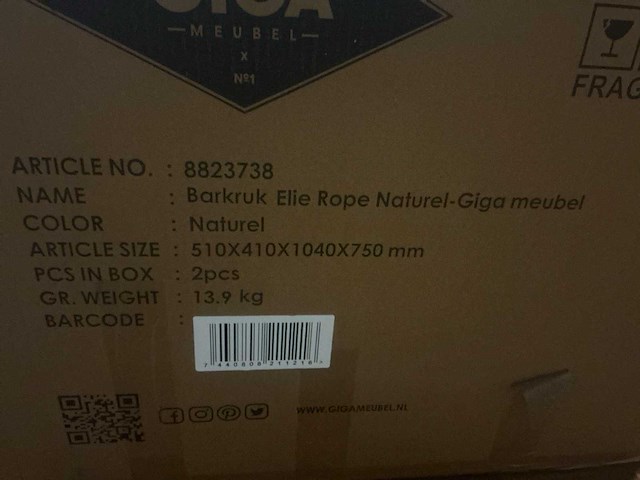 GIGA
—MEUBEL—
X
Nº1
FRAG
ARTICLE NO. : 8823738
NAME : Barkruk Elie Rope Naturel-Giga meubel
COLOR : Naturel
ARTICLE SIZE : 510X410X1040X750 mm
PCS IN BOX : 2pcs
GR. WEIGHT : 13.9 kg
BARCODE :
WWW.GIGAMEUBEL.NL